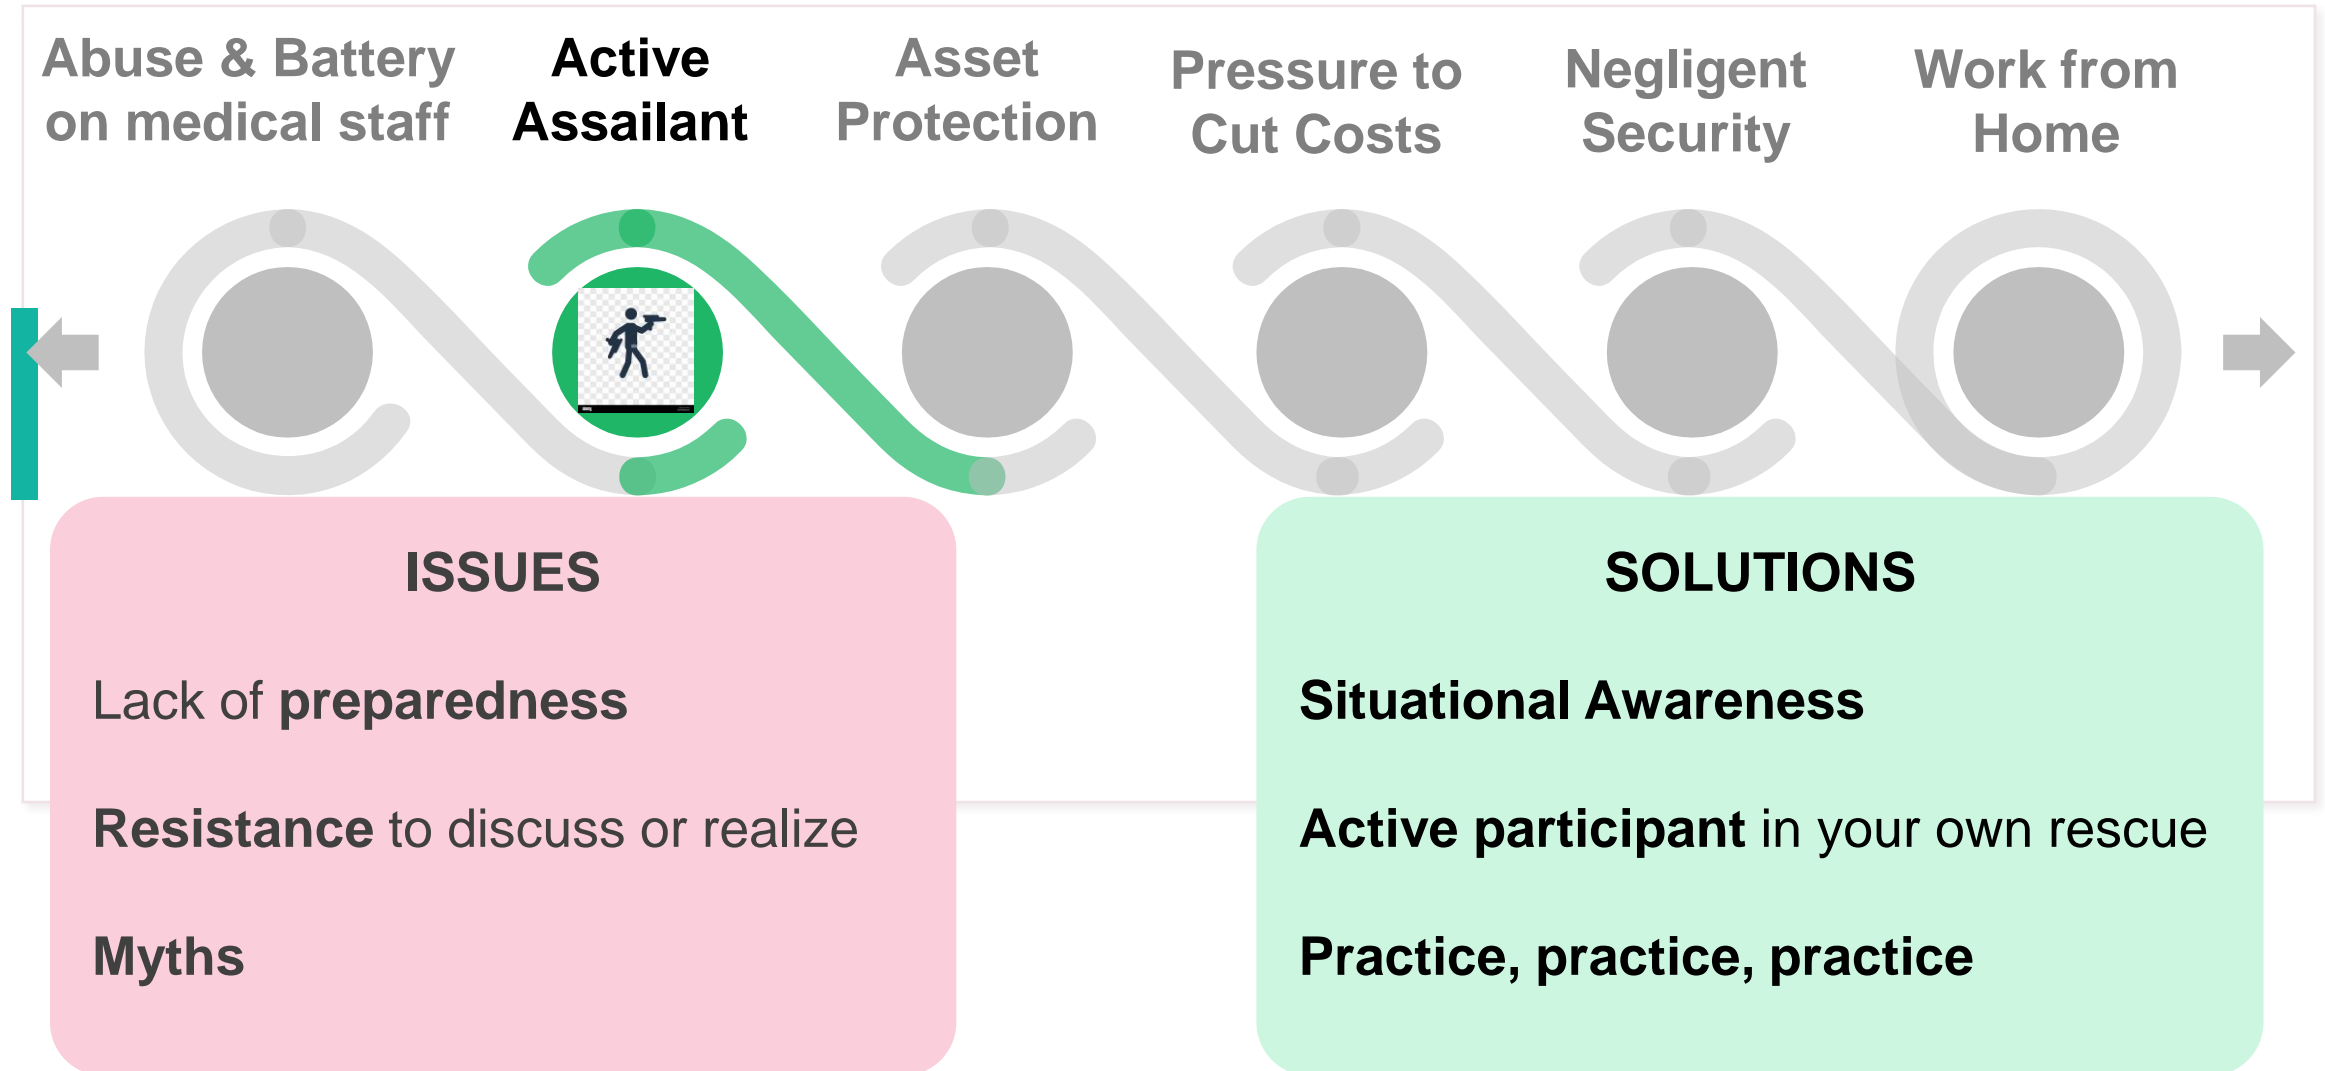 Abuse & Battery
on medical staff
Active
Assailant
Asset
Protection
Pressure to
Cut Costs
Negligent
Security
Work from
Home
ISSUES
Lack of preparedness
Resistance to discuss or realize
Myths
SOLUTIONS
Situational Awareness
Active participant in your own rescue
Practice, practice, practice